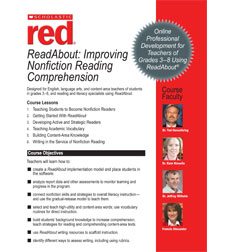 SCHOLASTIC
red
ReadAbout: Improving
Nonfiction Reading
Comprehension
Designed for English, language arts, and content-area teachers of students
in grades 3–8, and reading and literacy specialists using ReadAbout
Course Lessons
Teaching Students to Become Nonfiction Readers
Getting Started With ReadAbout
Developing Active and Strategic Readers
Teaching Academic Vocabulary
Building Content-Area Knowledge
Writing in the Service of Nonfiction Reading
Course Objectives
Teachers will learn how to:
create a ReadAbout implementation model and place students in
the software.
analyze report data and other assessments to monitor learning and
progress in the program.
connect nonfiction skills and strategies to overall literacy instruction—
and use the gradual-release model to teach them.
select and teach high-utility and content-area words; use vocabulary
routines for direct instruction.
build students' background knowledge to increase comprehension;
teach strategies for reading and comprehending content-area texts.
use ReadAbout writing resources to scaffold instruction.
identify different ways to assess writing, including using rubrics.
Online
Professional
Development for
Teachers of
Grades 3–8 Using
ReadAbout®
Course
Faculty
Dr. Ted Hasselbring
Dr. Kate Kinsella
Dr. Jeffrey Wilhelm
Patricia Alexander